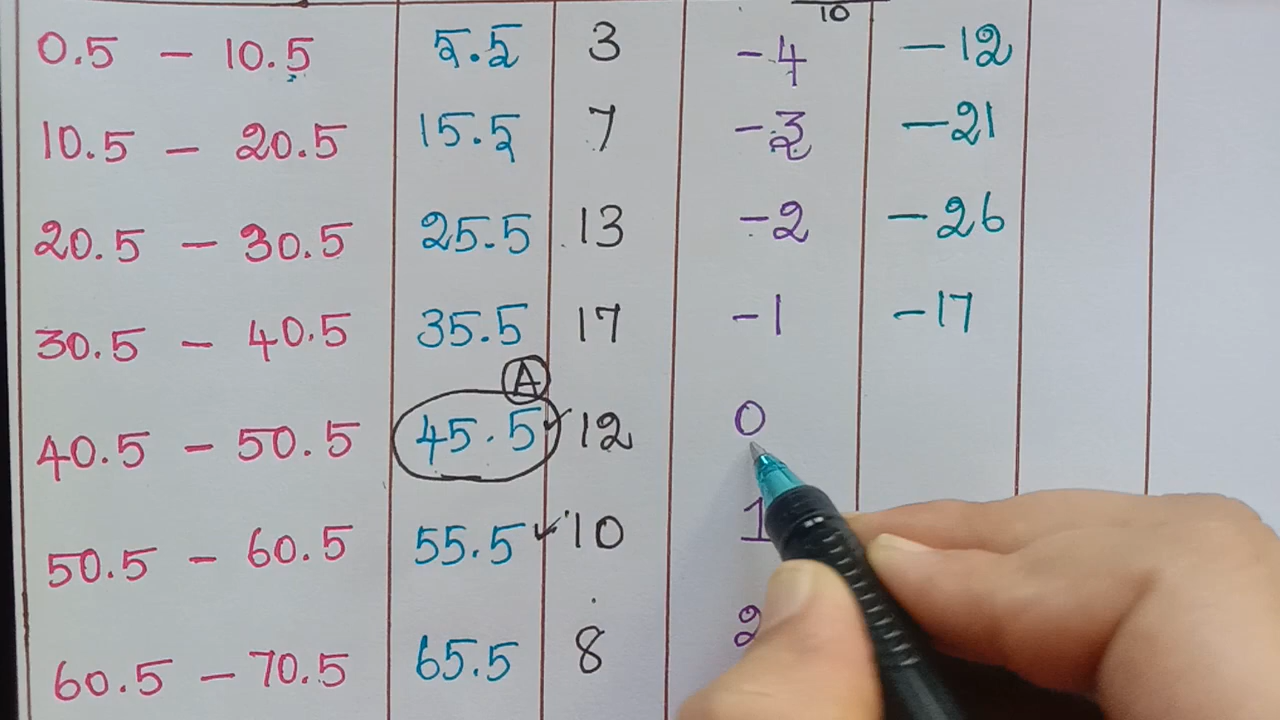 10
0.5 - 10.5 5.5 3 -4 -12
10.5 - 20.5 15.5 7 -3 -21
20.5 - 30.5 25.5 13 -2 -26
30.5 - 40.5 35.5 17 -1 -17
A
40.5 - 50.5 45.5 12 0
50.5 - 60.5 55.5 10 1
60.5 - 70.5 65.5 8 2